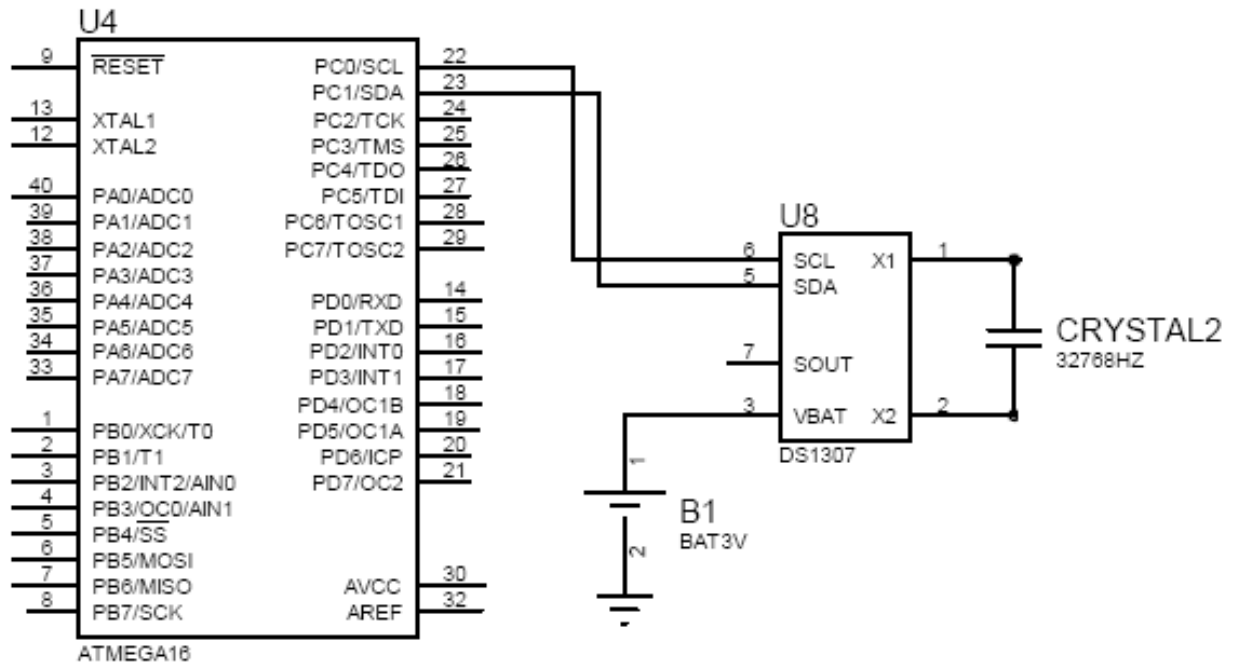 U4
9 RESET
13 XTAL1
12 XTAL2
40 PA0/ADC0
39 PA1/ADC1
38 PA2/ADC2
37 PA3/ADC3
36 PA4/ADC4
35 PA5/ADC5
34 PA6/ADC6
33 PA7/ADC7
1 PB0/XCK/T0
2 PB1/T1
3 PB2/INT2/AIN0
4 PB3/OC0/AIN1
5 PB4/SS
6 PB5/MOSI
7 PB6/MISO
8 PB7/SCK
PC0/SCL 22
PC1/SDA 23
PC2/TCK 24
PC3/TMS 25
PC4/TDO 26
PC5/TDI 27
PC6/TOSC1 28
PC7/TOSC2 29
PD0/RXD 14
PD1/TXD 15
PD2/INT0 16
PD3/INT1 17
PD4/OC1B 18
PD5/OC1A 19
PD6/ICP 20
PD7/OC2 21
AVCC 30
AREF 32
ATMEGA16
U8
6 SCL
5 SDA
7 SOUT
3 VBAT
X1 1
X2 2
DS1307
CRYSTAL2
32768HZ
1
B1
BAT3V
2